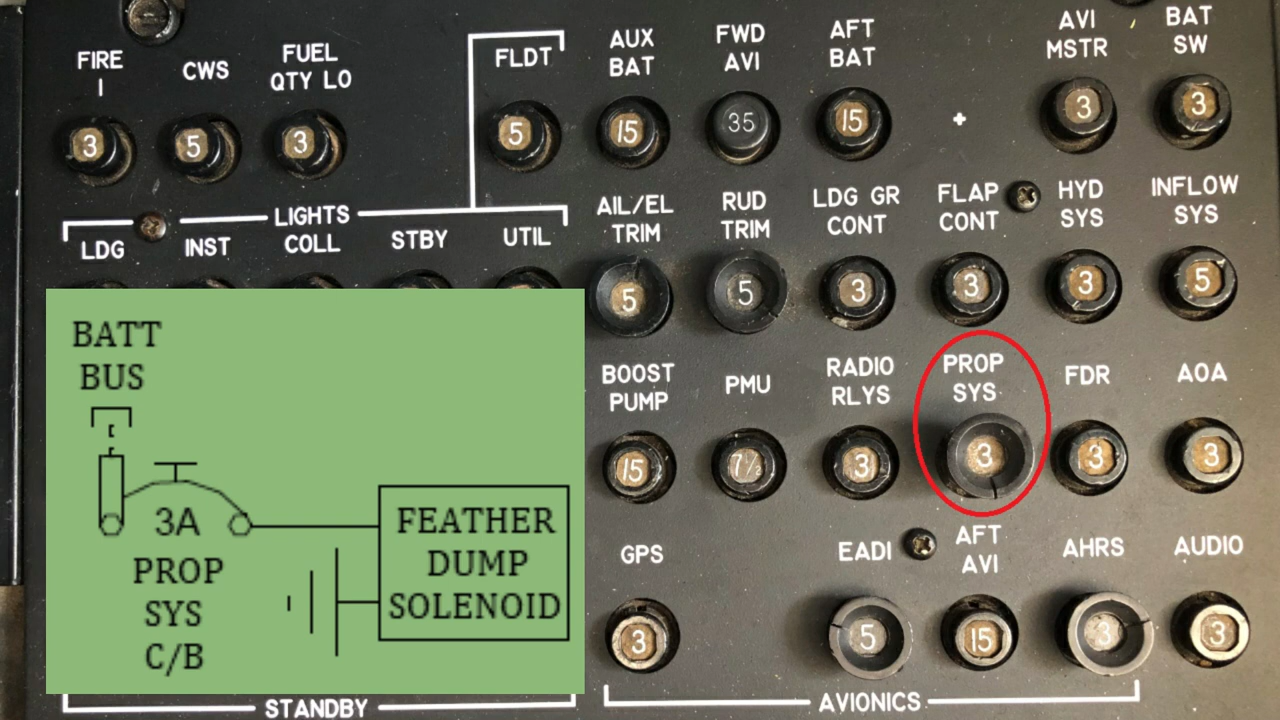 FIRE
I
3
CWS
5
FUEL
QTY LO
3
FLDT
5
AUX
BAT
15
FWD
AVI
35
AFT
BAT
15
AVI
MSTR
3
BAT
SW
3
LIGHTS
LDG
INST
COLL
STBY
UTIL
AIL/EL
TRIM
5
RUD
TRIM
5
LDG GR
CONT
3
FLAP
CONT
3
HYD
SYS
3
INFLOW
SYS
5
BOOST
PUMP
15
PMU
7½
RADIO
RLYS
3
PROP
SYS
3
FDR
3
AOA
3
GPS
3
EADI
5
AFT
AVI
15
AHRS
3
AUDIO
3
AVIONICS
STANDBY
BATT
BUS
3A
PROP
SYS
C/B
FEATHER
DUMP
SOLENOID